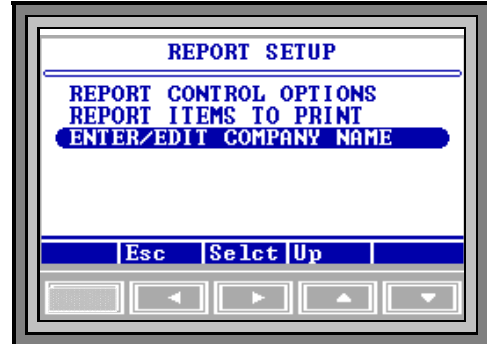 REPORT SETUP
REPORT CONTROL OPTIONS
REPORT ITEMS TO PRINT
ENTER/EDIT COMPANY NAME
Esc Selct Up